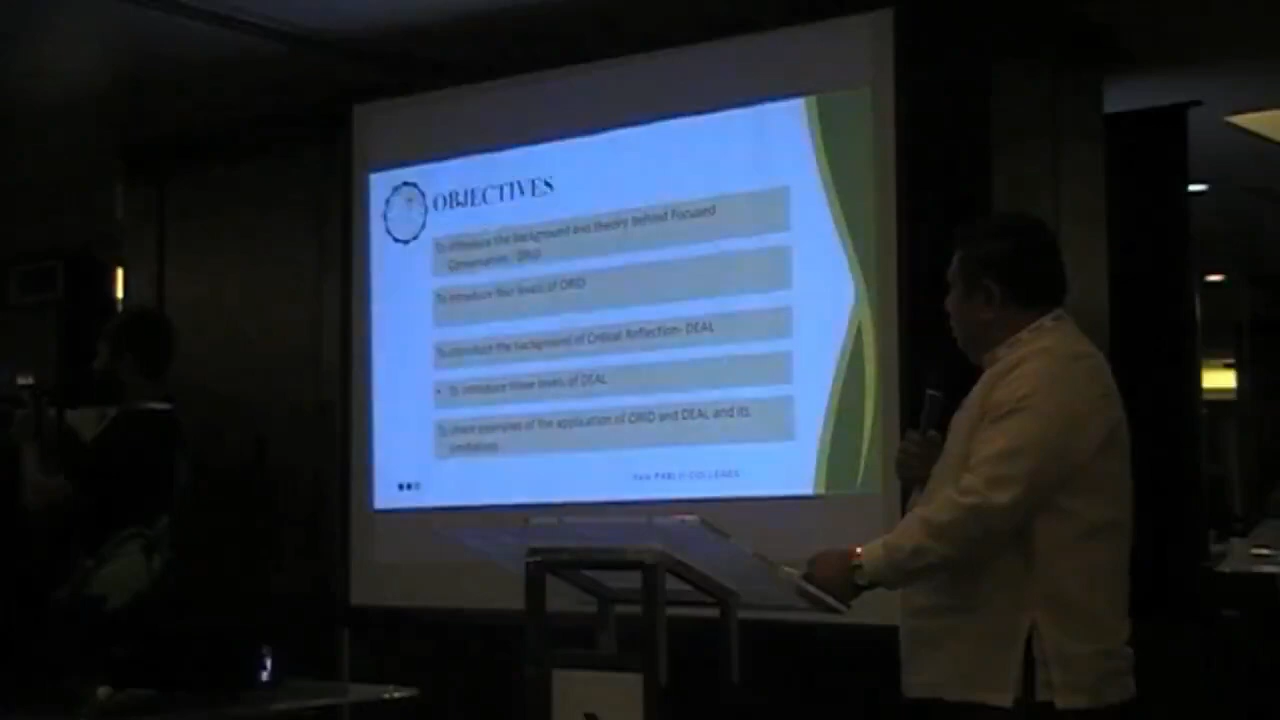 OBJECTIVES
To introduce the background and theory behind Focused
Conversation - ORID
To introduce four levels of ORID
To introduce the background of Critical Reflection- DEAL
• To introduce three levels of DEAL
To share examples of the application of ORID and DEAL and its
limitations
SAN PABLO COLLEGES